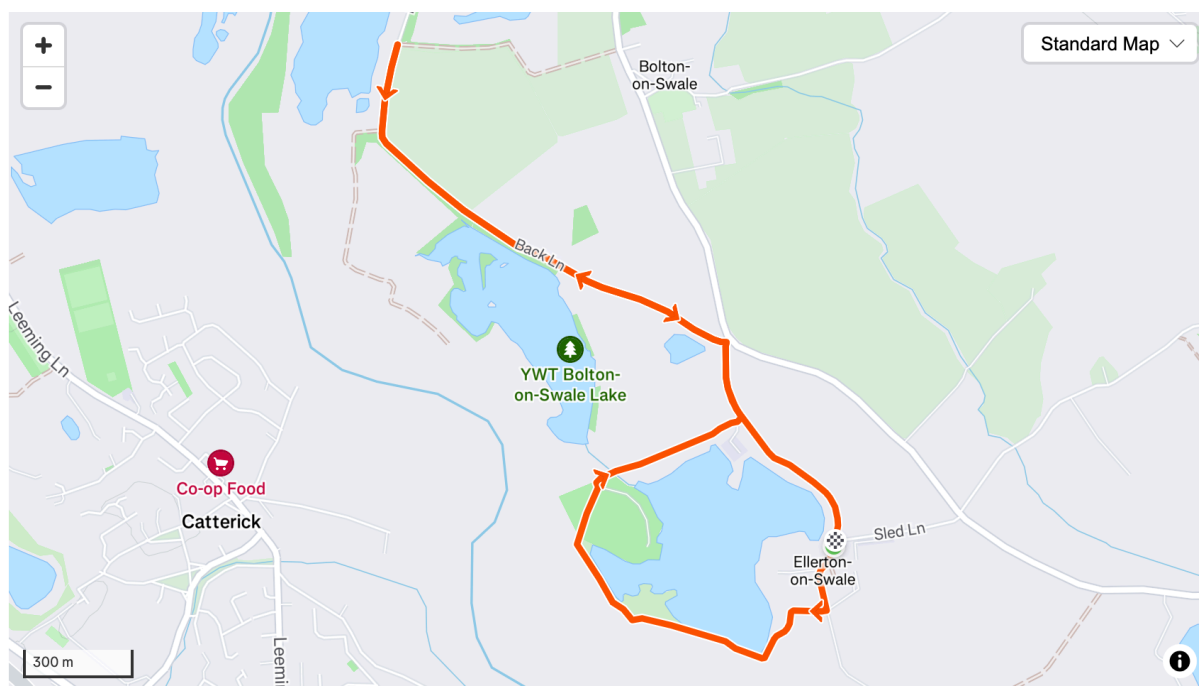 +
−
Standard Map
Bolton-
on-Swale
Back Ln
Leeming Ln
YWT Bolton-
on-Swale Lake
Co-op Food
Catterick
Sled Ln
Ellerton-
on-Swale
Leeming
300 m
i